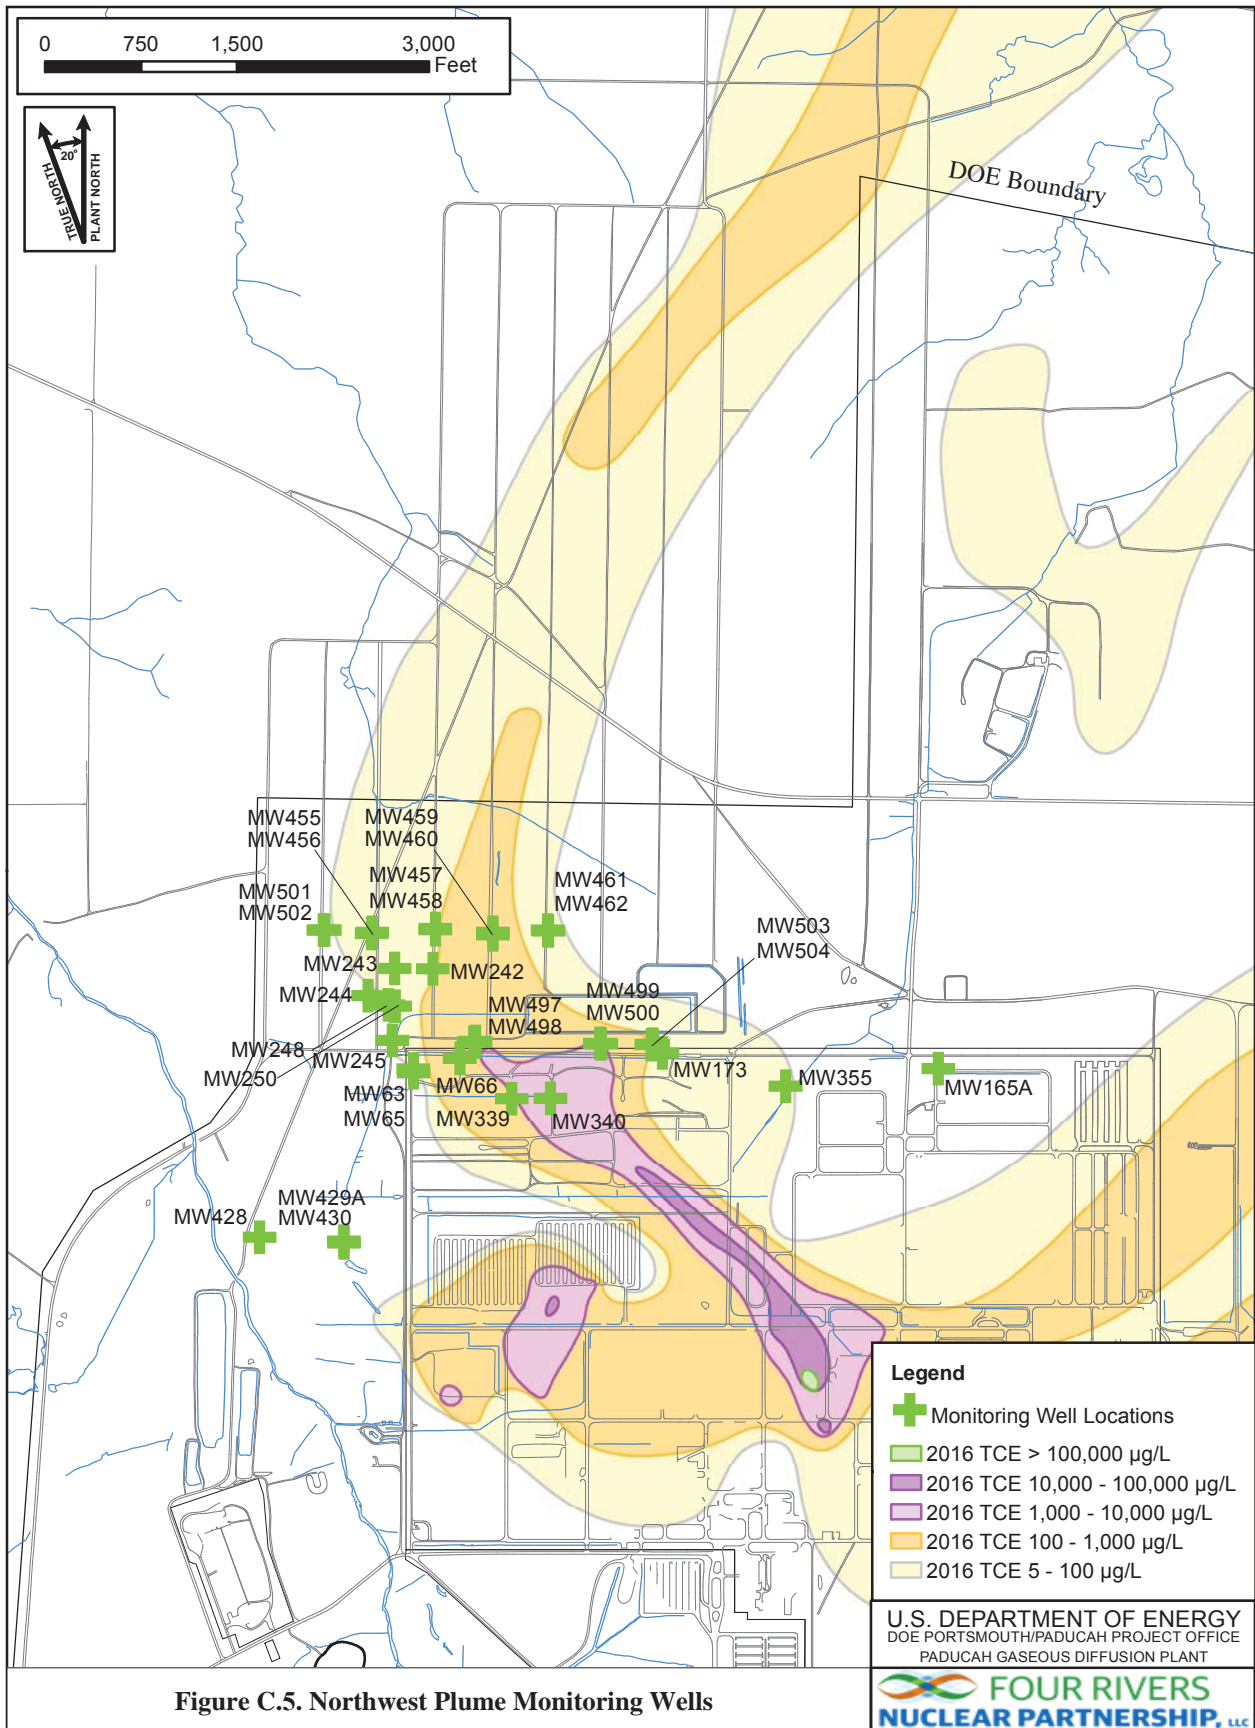 0 750 1,500 3,000
Feet
20°
TRUE NORTH
PLANT NORTH
DOE Boundary
MW455
MW456
MW459
MW460
MW457
MW458
MW461
MW462
MW501
MW502
MW503
MW504
MW243
MW242
MW244
MW499
MW500
MW497
MW498
MW248
MW245
MW250
MW173
MW63
MW65
MW66
MW339
MW340
MW355
MW165A
MW429A
MW430
MW428
Legend
Monitoring Well Locations
2016 TCE > 100,000 µg/L
2016 TCE 10,000 - 100,000 µg/L
2016 TCE 1,000 - 10,000 µg/L
2016 TCE 100 - 1,000 µg/L
2016 TCE 5 - 100 µg/L
U.S. DEPARTMENT OF ENERGY
DOE PORTSMOUTH/PADUCAH PROJECT OFFICE
PADUCAH GASEOUS DIFFUSION PLANT
Figure C.5. Northwest Plume Monitoring Wells
FOUR RIVERS
NUCLEAR PARTNERSHIP, LLC